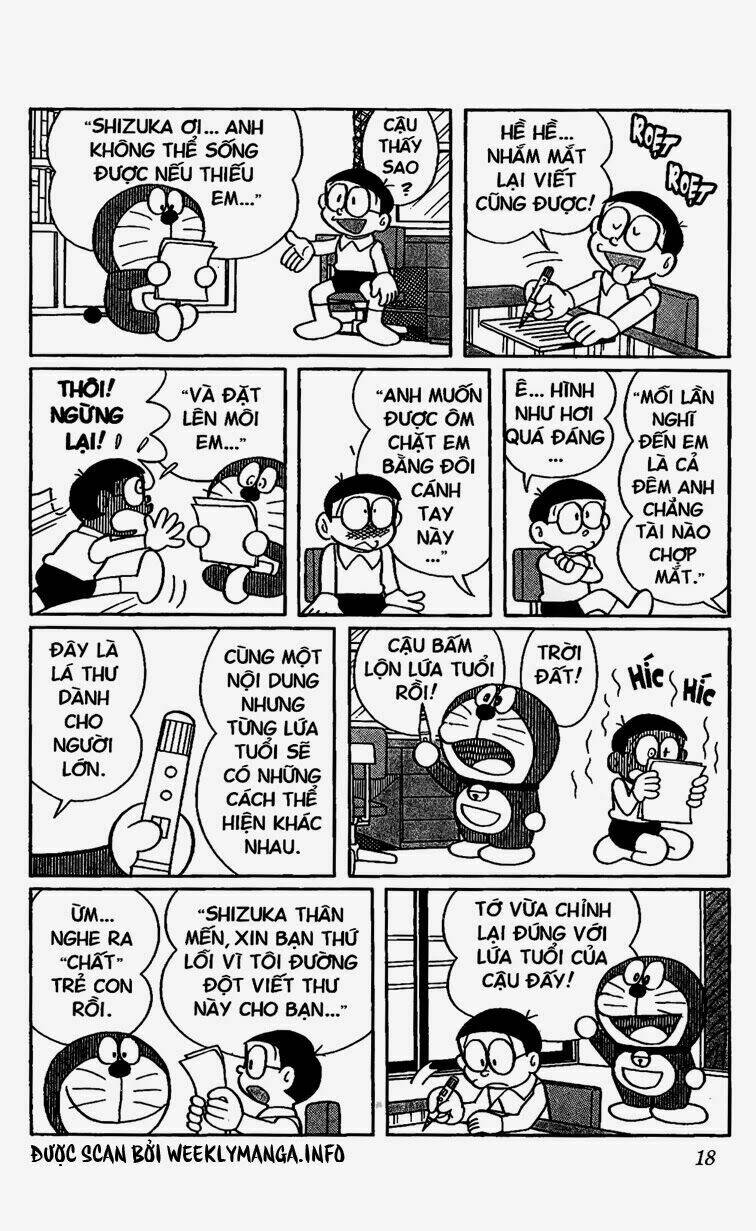 HỀ HỀ...
NHẮM MẮT
LẠI VIẾT
CŨNG ĐƯỢC!
ROẸT
ROẸT
CẬU
THẤY
SAO
?
"SHIZUKA ƠI... ANH
KHÔNG THỂ SỐNG
ĐƯỢC NẾU THIẾU
EM..."
"MỖI LẦN
NGHĨ
ĐẾN EM
LÀ CẢ
ĐÊM ANH
CHẲNG
TÀI NÀO
CHỢP
MẮT."
Ê... HÌNH
NHƯ HƠI
QUÁ ĐÁNG
...
"ANH MUỐN
ĐƯỢC ÔM
CHẶT EM
BẰNG ĐÔI
CÁNH
TAY
NÀY
..."
"VÀ ĐẶT
LÊN MÔI
EM..."
THÔI!
NGỪNG
LẠI!
HÍC
HÍC
TRỜI
ĐẤT!
CẬU BẤM
LỘN LỨA TUỔI
RỒI!
CÙNG MỘT
NỘI DUNG
NHƯNG
TỪNG LỨA
TUỔI SẼ
CÓ NHỮNG
CÁCH THỂ
HIỆN KHÁC
NHAU.
ĐÂY LÀ
LÁ THƯ
DÀNH
CHO
NGƯỜI
LỚN.
TỚ VỪA CHỈNH
LẠI ĐÚNG VỚI
LỨA TUỔI CỦA
CẬU ĐẤY!
"SHIZUKA THÂN
MẾN, XIN BẠN THỨ
LỖI VÌ TÔI ĐƯỜNG
ĐỘT VIẾT THƯ
NÀY CHO BẠN..."
ỪM...
NGHE RA
"CHẤT"
TRẺ CON
RỒI.
ĐƯỢC SCAN BỞI WEEKLYMANGA.INFO
18